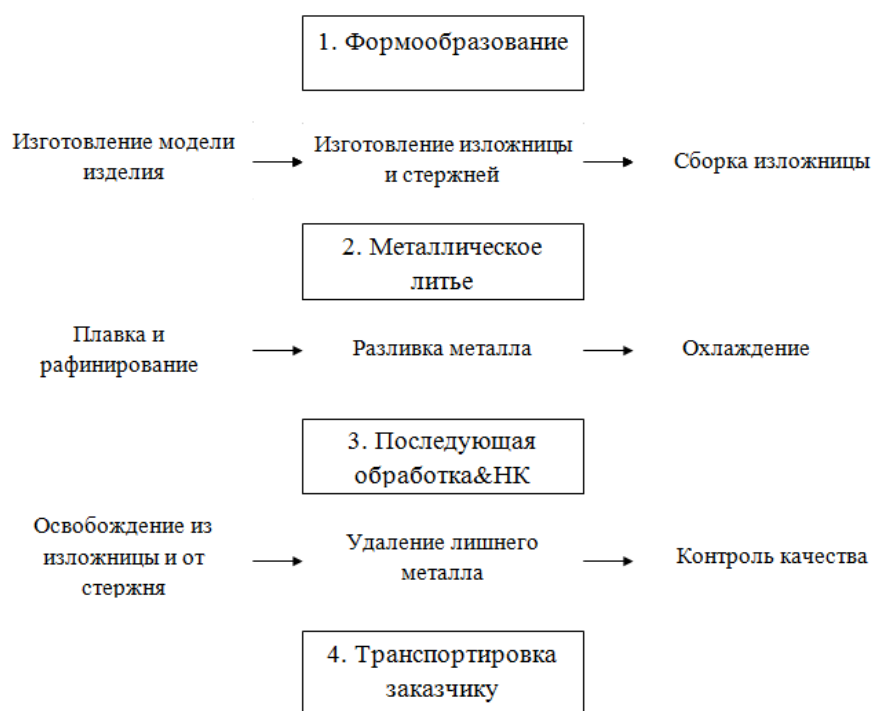 1. Формообразование
Изготовление модели
изделия
Изготовление изложницы
и стержней
Сборка изложницы
2. Металлическое
литье
Плавка и
рафинирование
Разливка металла
Охлаждение
3. Последующая
обработка&НК
Освобождение из
изложницы и от
стержня
Удаление лишнего
металла
Контроль качества
4. Транспортировка
заказчику